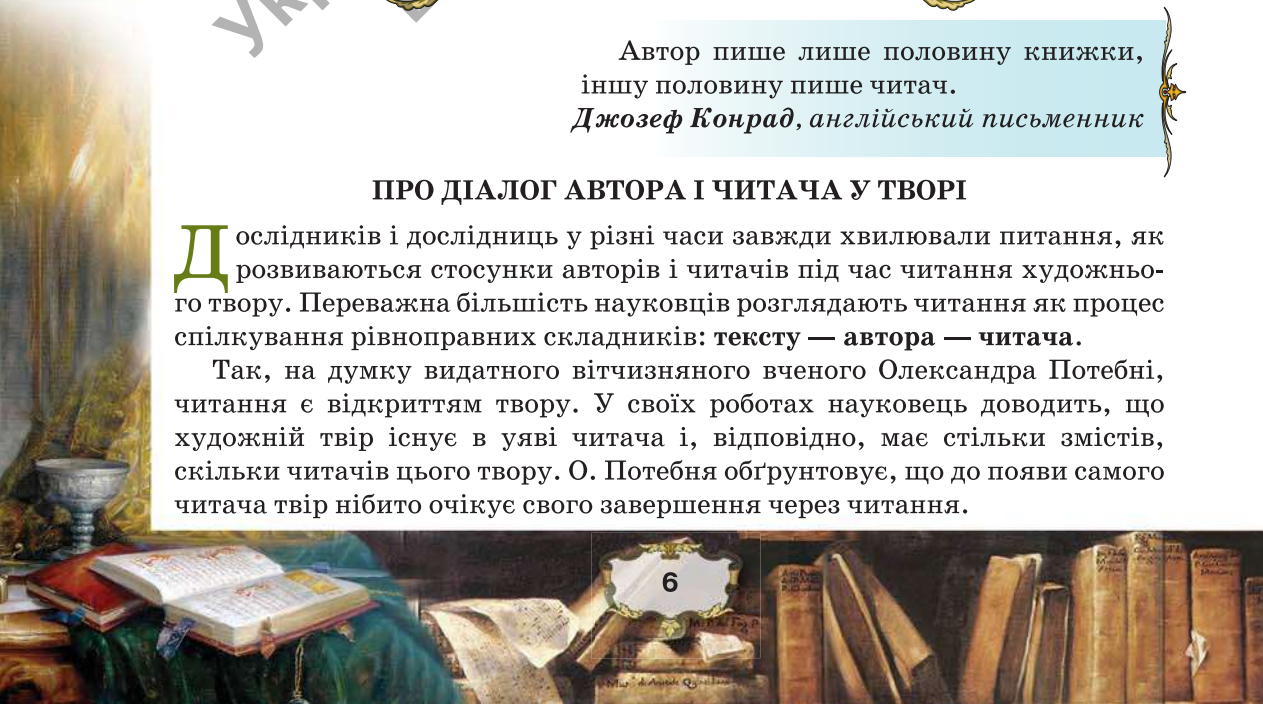 Ук
Автор пише лише половину книжки,
іншу половину пише читач.
Джозеф Конрад, англійський письменник
ПРО ДІАЛОГ АВТОРА І ЧИТАЧА У ТВОРІ
Дослідників і дослідниць у різні часи завжди хвилювали питання, як
розвиваються стосунки авторів і читачів під час читання художньо-
го твору. Переважна більшість науковців розглядають читання як процес
спілкування рівноправних складників: тексту — автора — читача.
Так, на думку видатного вітчизняного вченого Олександра Потебні,
читання є відкриттям твору. У своїх роботах науковець доводить, що
художній твір існує в уяві читача і, відповідно, має стільки змістів,
скільки читачів цього твору. О. Потебня обґрунтовує, що до появи самого
читача твір нібито очікує свого завершення через читання.
6